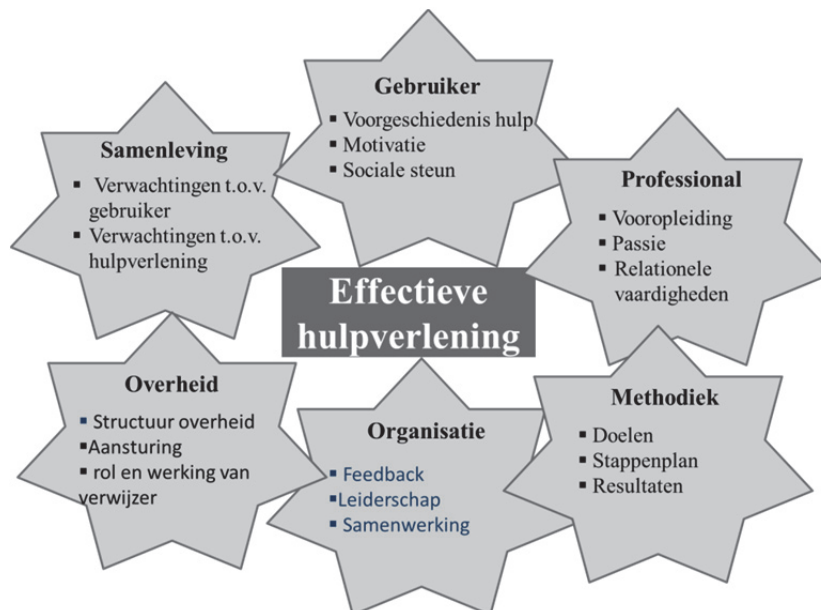 Gebruiker
▪ Voorgeschiedenis hulp
▪ Motivatie
▪ Sociale steun
Samenleving
▪ Verwachtingen t.o.v.
gebruiker
▪ Verwachtingen t.o.v.
hulpverlening
Professional
▪ Vooropleiding
▪ Passie
▪ Relationele
vaardigheden
Effectieve
hulpverlening
Overheid
▪ Structuur overheid
▪Aansturing
▪ rol en werking van
verwijzer
Organisatie
▪ Feedback
▪Leiderschap
▪ Samenwerking
Methodiek
▪ Doelen
▪ Stappenplan
▪ Resultaten